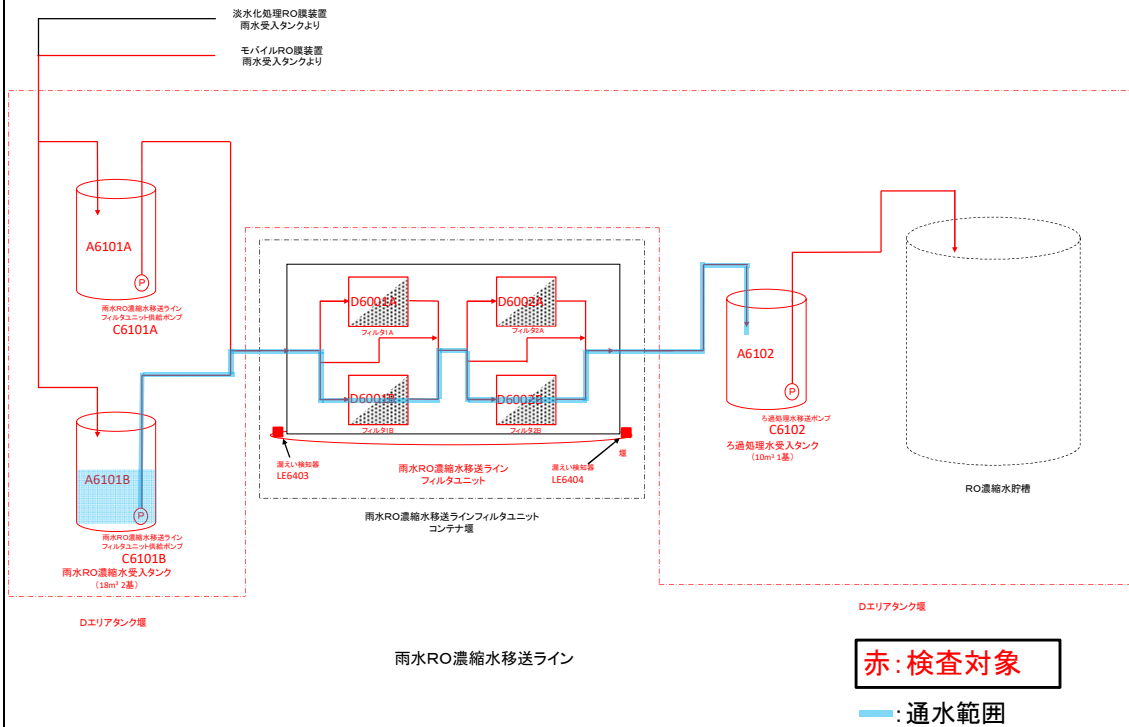 淡水化処理RO膜装置
雨水受入タンクより
モバイルRO膜装置
雨水受入タンクより
A6101A
P
雨水RO濃縮水移送ライン
フィルタユニット供給ポンプ
C6101A
A6101B
P
雨水RO濃縮水移送ライン
フィルタユニット供給ポンプ
C6101B
雨水RO濃縮水受入タンク
（18m³ 2基）
Dエリアタンク堰
D6001A
フィルタ1A
D6002A
フィルタ2A
D6001B
フィルタ1B
D6002B
フィルタ2B
漏えい検知器
LE6403
雨水RO濃縮水移送ライン
フィルタユニット
漏えい検知器
LE6404
堰
雨水RO濃縮水移送ラインフィルタユニット
コンテナ堰
A6102
P
ろ過処理水移送ポンプ
C6102
ろ過処理水受入タンク
（10m³ 1基）
RO濃縮水貯槽
Dエリアタンク堰
雨水RO濃縮水移送ライン
赤：検査対象
：通水範囲